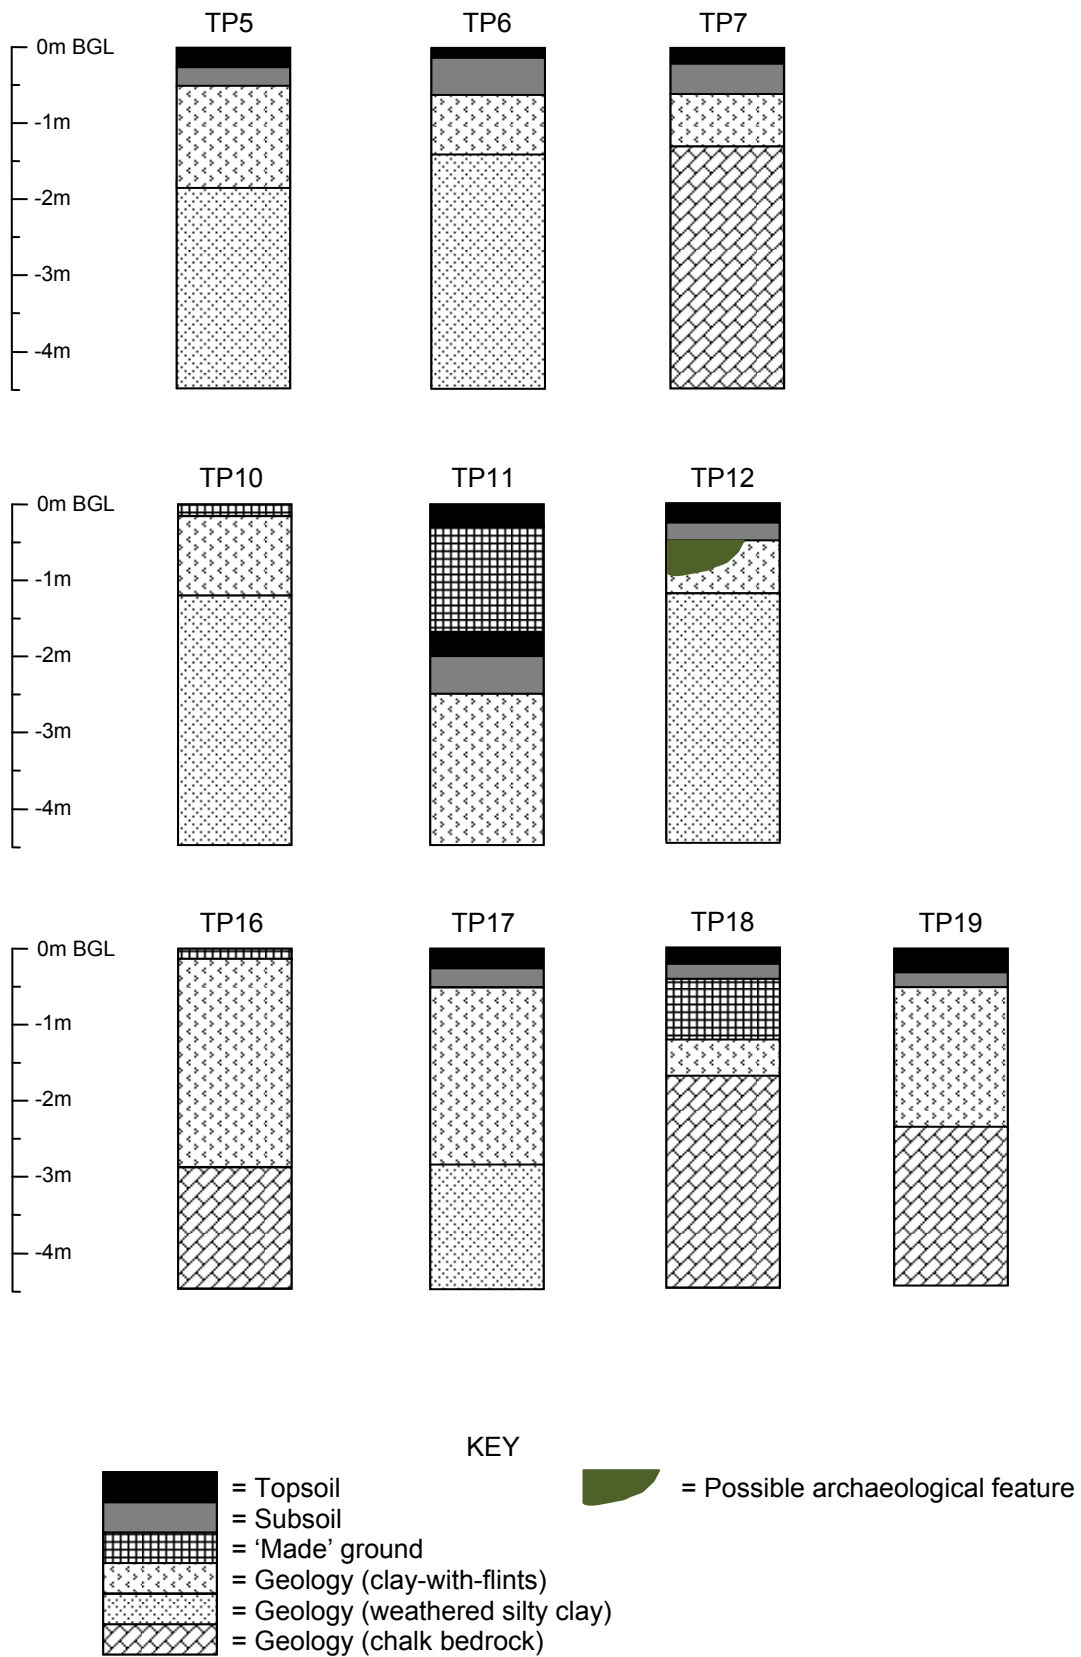 TP5 TP6 TP7
0m BGL
-1m
-2m
-3m
-4m
TP10 TP11 TP12
0m BGL
-1m
-2m
-3m
-4m
TP16 TP17 TP18 TP19
0m BGL
-1m
-2m
-3m
-4m
KEY
= Topsoil
= Possible archaeological feature
= Subsoil
= ‘Made’ ground
= Geology (clay-with-flints)
= Geology (weathered silty clay)
= Geology (chalk bedrock)